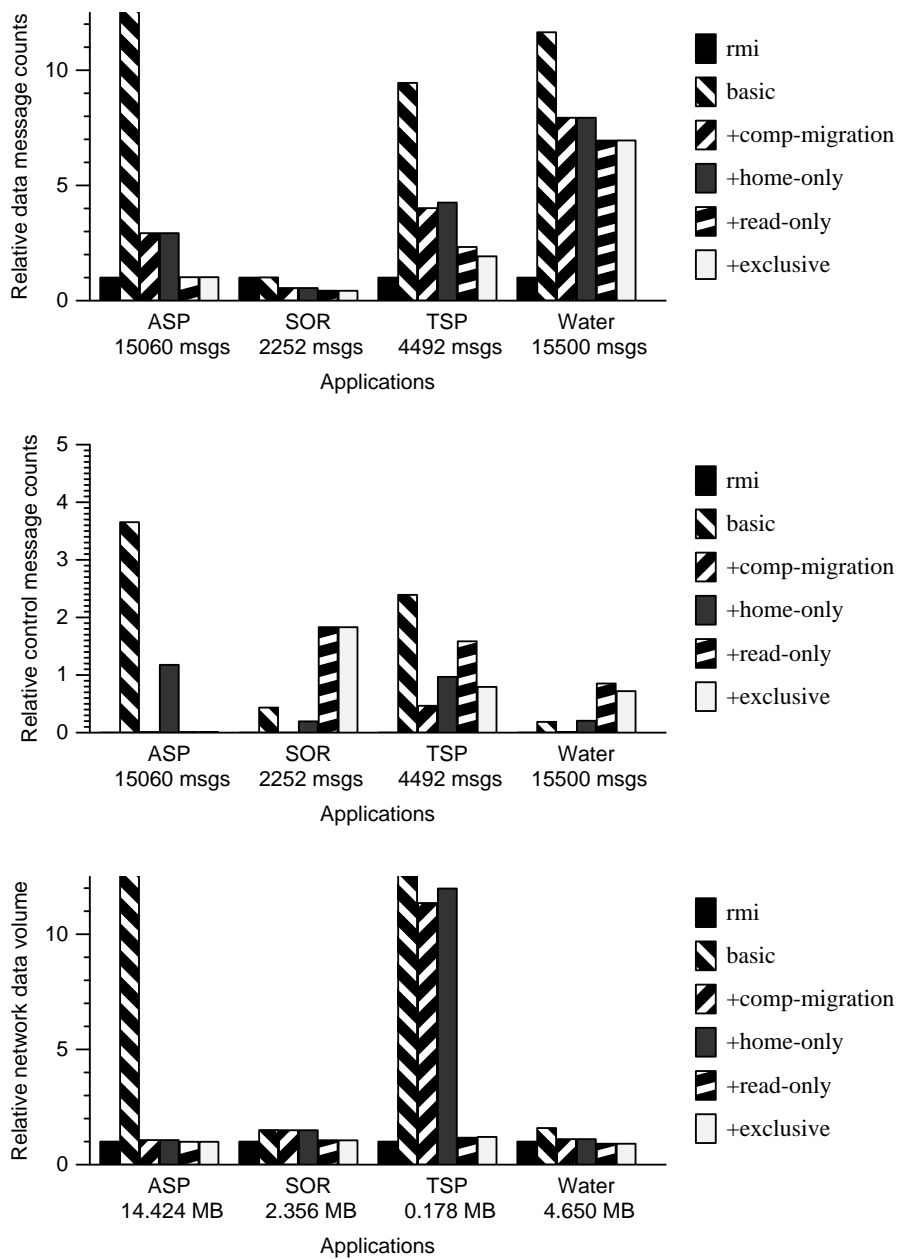 Relative data message counts
10
5
0
ASP SOR TSP Water
15060 msgs 2252 msgs 4492 msgs 15500 msgs
Applications
rmi
basic
+comp-migration
+home-only
+read-only
+exclusive
Relative control message counts
5
4
3
2
1
0
ASP SOR TSP Water
15060 msgs 2252 msgs 4492 msgs 15500 msgs
Applications
rmi
basic
+comp-migration
+home-only
+read-only
+exclusive
Relative network data volume
10
5
0
ASP SOR TSP Water
14.424 MB 2.356 MB 0.178 MB 4.650 MB
Applications
rmi
basic
+comp-migration
+home-only
+read-only
+exclusive